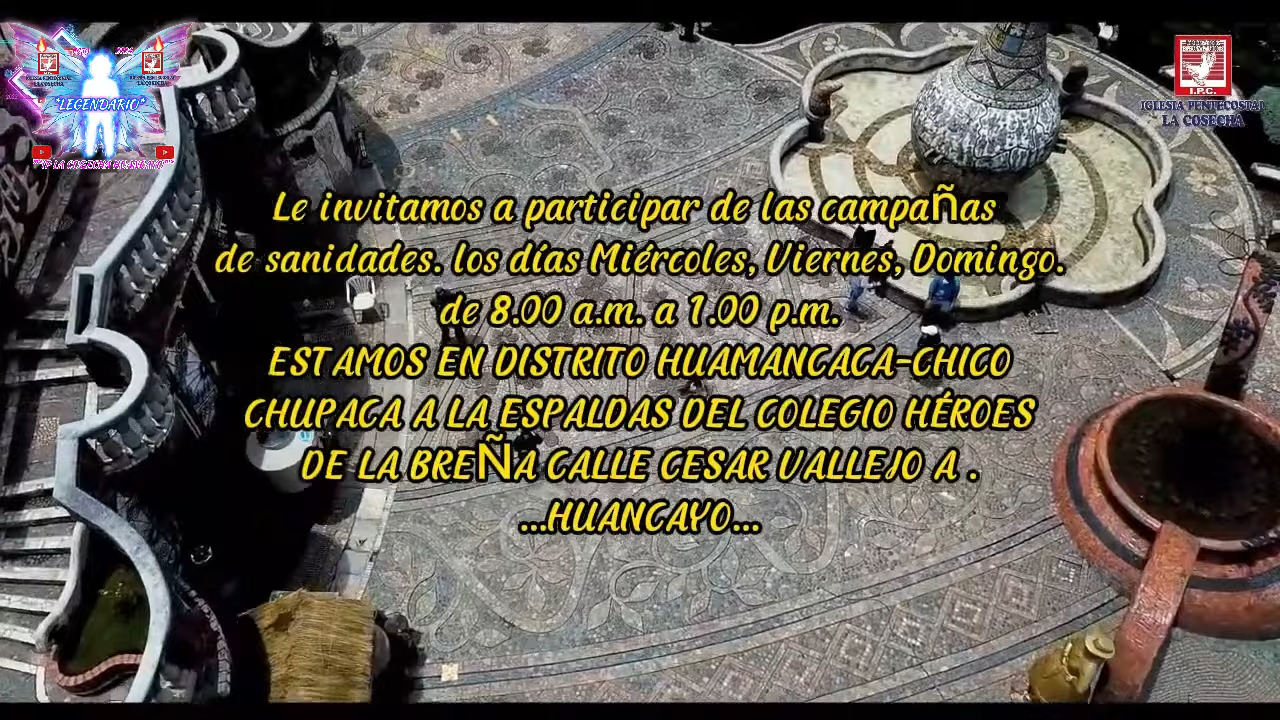 "LEGENDARIO"
I.P.C.
IGLESIA PENTECOSTAL
LA COSECHA
Le invitamos a participar de las campañas
de sanidades. los días Miércoles, Viernes, Domingo.
de 8.00 a.m. a 1.00 p.m.
ESTAMOS EN DISTRITO HUAMANCACA-CHICO
CHUPACA A LA ESPALDAS DEL COLEGIO HÉROES
DE LA BREÑA CALLE CESAR VALLEJO A .
...HUANCAYO...